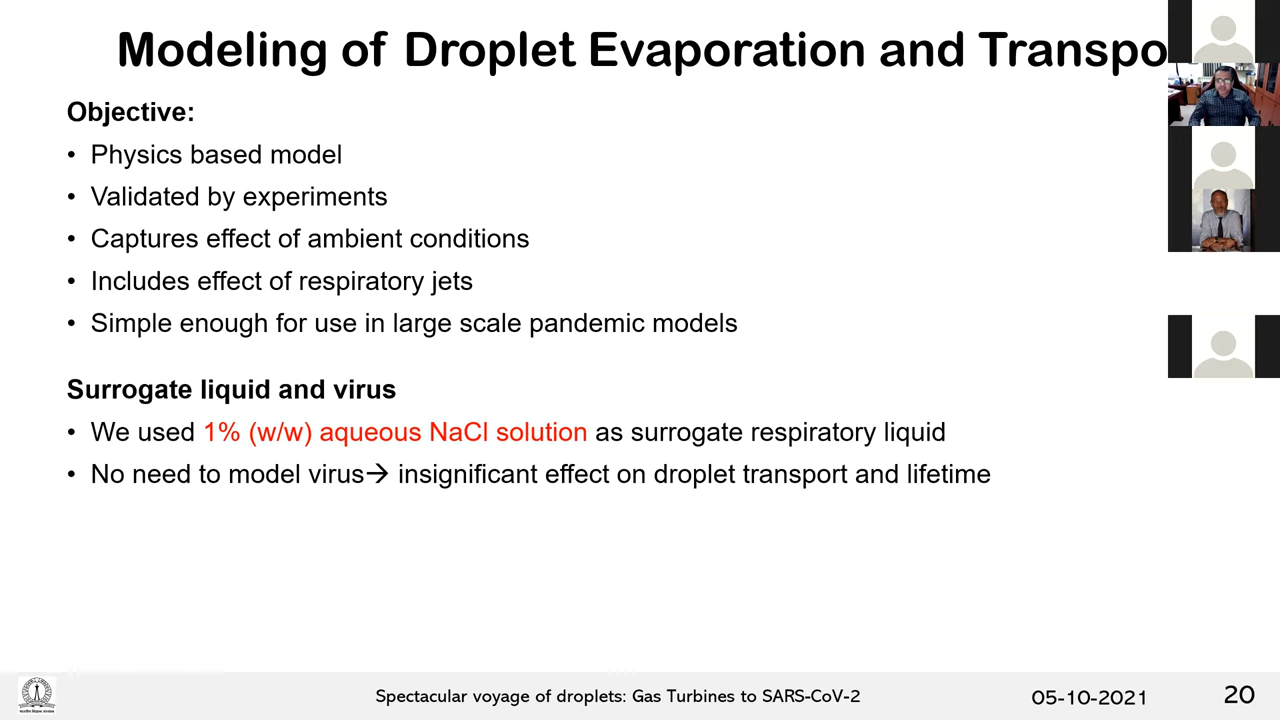 Modeling of Droplet Evaporation and Transpo
Objective:
• Physics based model
• Validated by experiments
• Captures effect of ambient conditions
• Includes effect of respiratory jets
• Simple enough for use in large scale pandemic models
Surrogate liquid and virus
• We used 1% (w/w) aqueous NaCl solution as surrogate respiratory liquid
• No need to model virus→ insignificant effect on droplet transport and lifetime
Spectacular voyage of droplets: Gas Turbines to SARS-CoV-2
05-10-2021
20